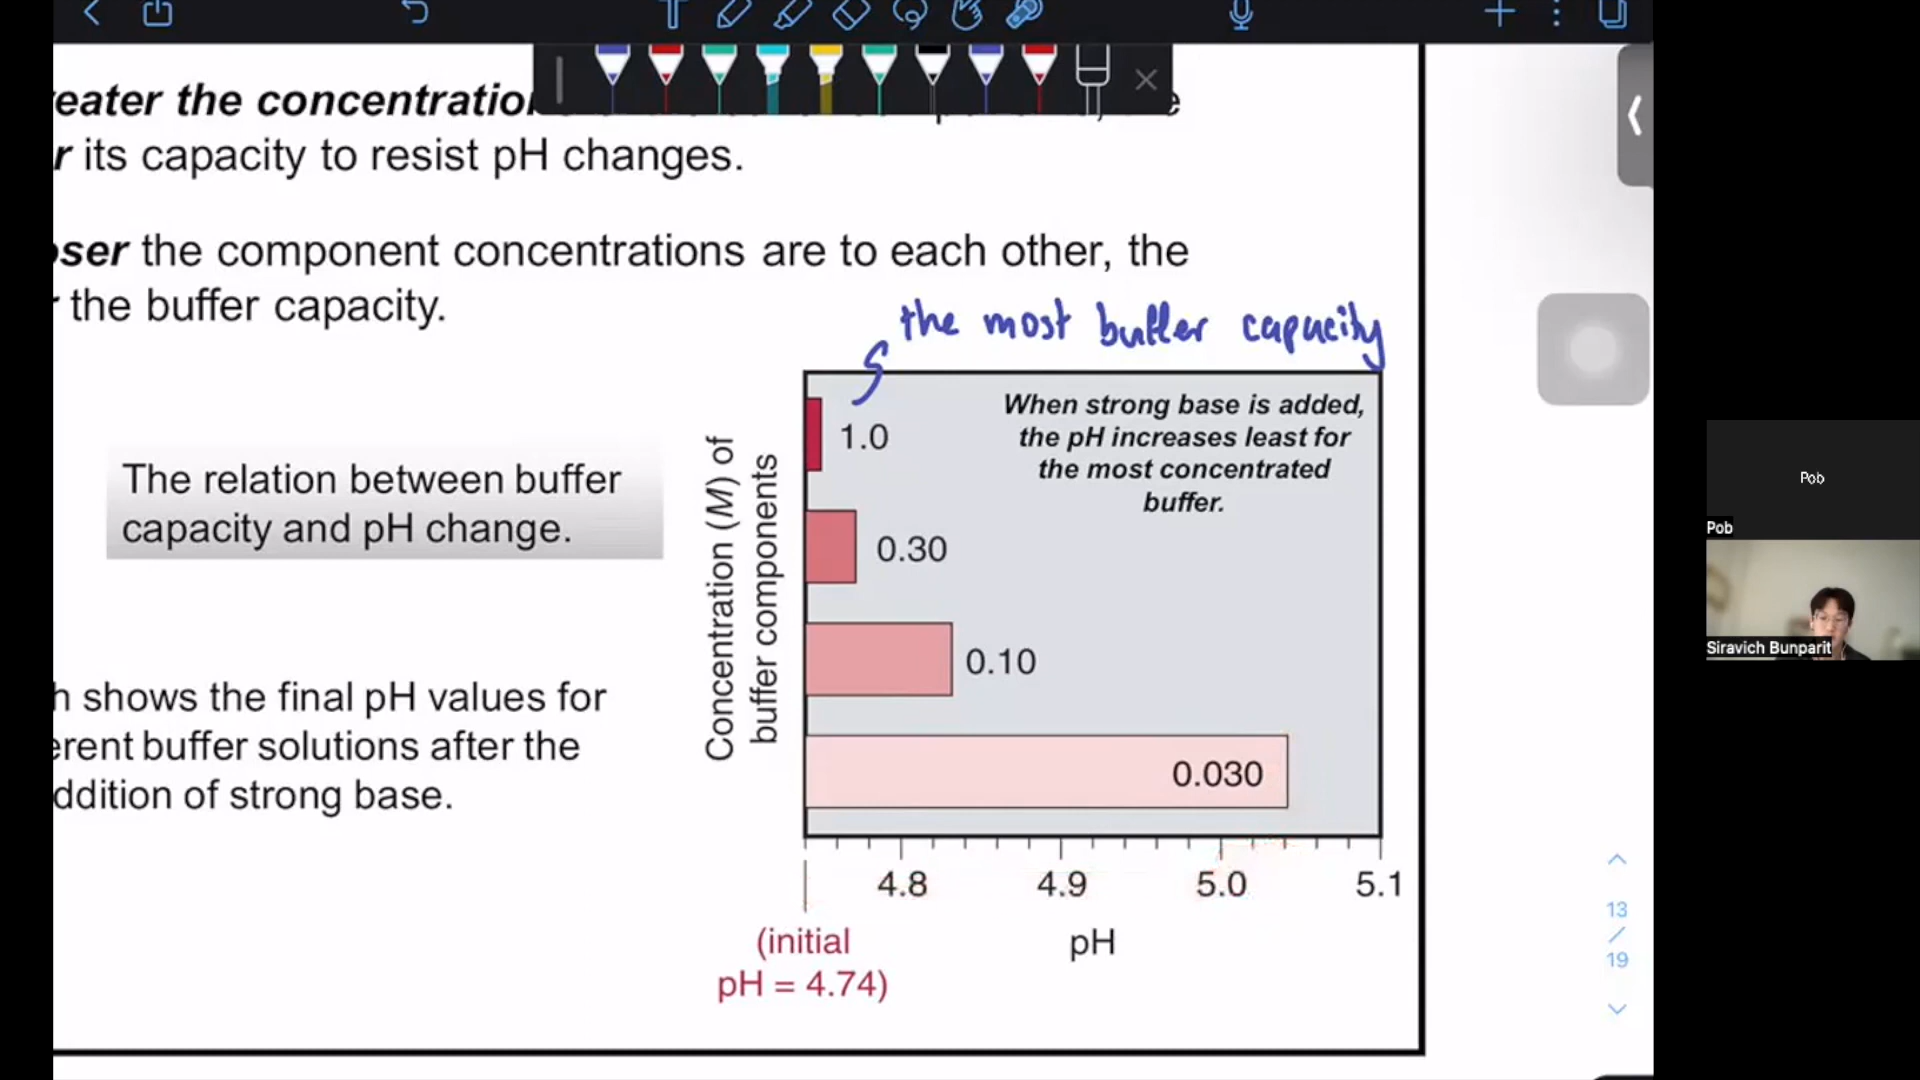 eater the concentration
r its capacity to resist pH changes.
oser the component concentrations are to each other, the
the buffer capacity.
the most buffer capacity
When strong base is added,
the pH increases least for
the most concentrated
buffer.
1.0
0.30
0.10
0.030
Concentration (M) of
buffer components
The relation between buffer
capacity and pH change.
h shows the final pH values for
erent buffer solutions after the
ddition of strong base.
4.8 4.9 5.0 5.1
(initial
pH = 4.74)
pH
13
/
19
Pob
Pob
Siravich Bunparit